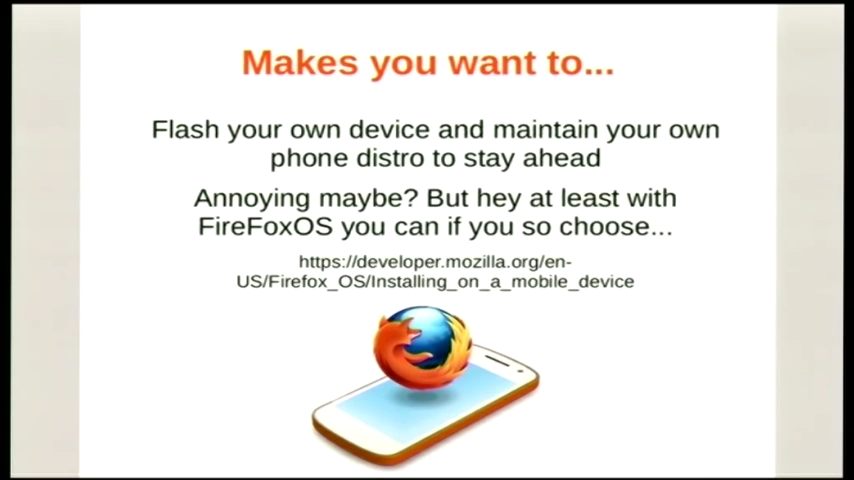 Makes you want to...
Flash your own device and maintain your own
phone distro to stay ahead
Annoying maybe? But hey at least with
FireFoxOS you can if you so choose...
https://developer.mozilla.org/en-
US/Firefox_OS/Installing_on_a_mobile_device